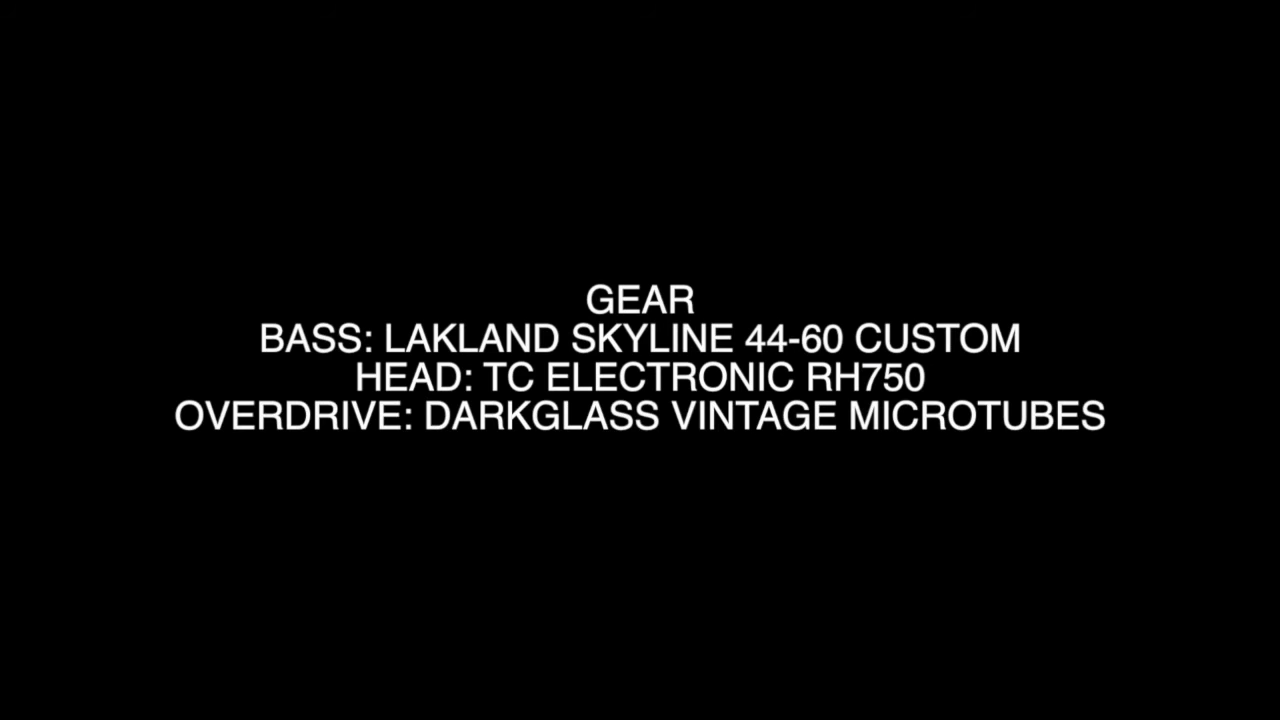 GEAR
BASS: LAKLAND SKYLINE 44-60 CUSTOM
HEAD: TC ELECTRONIC RH750
OVERDRIVE: DARKGLASS VINTAGE MICROTUBES